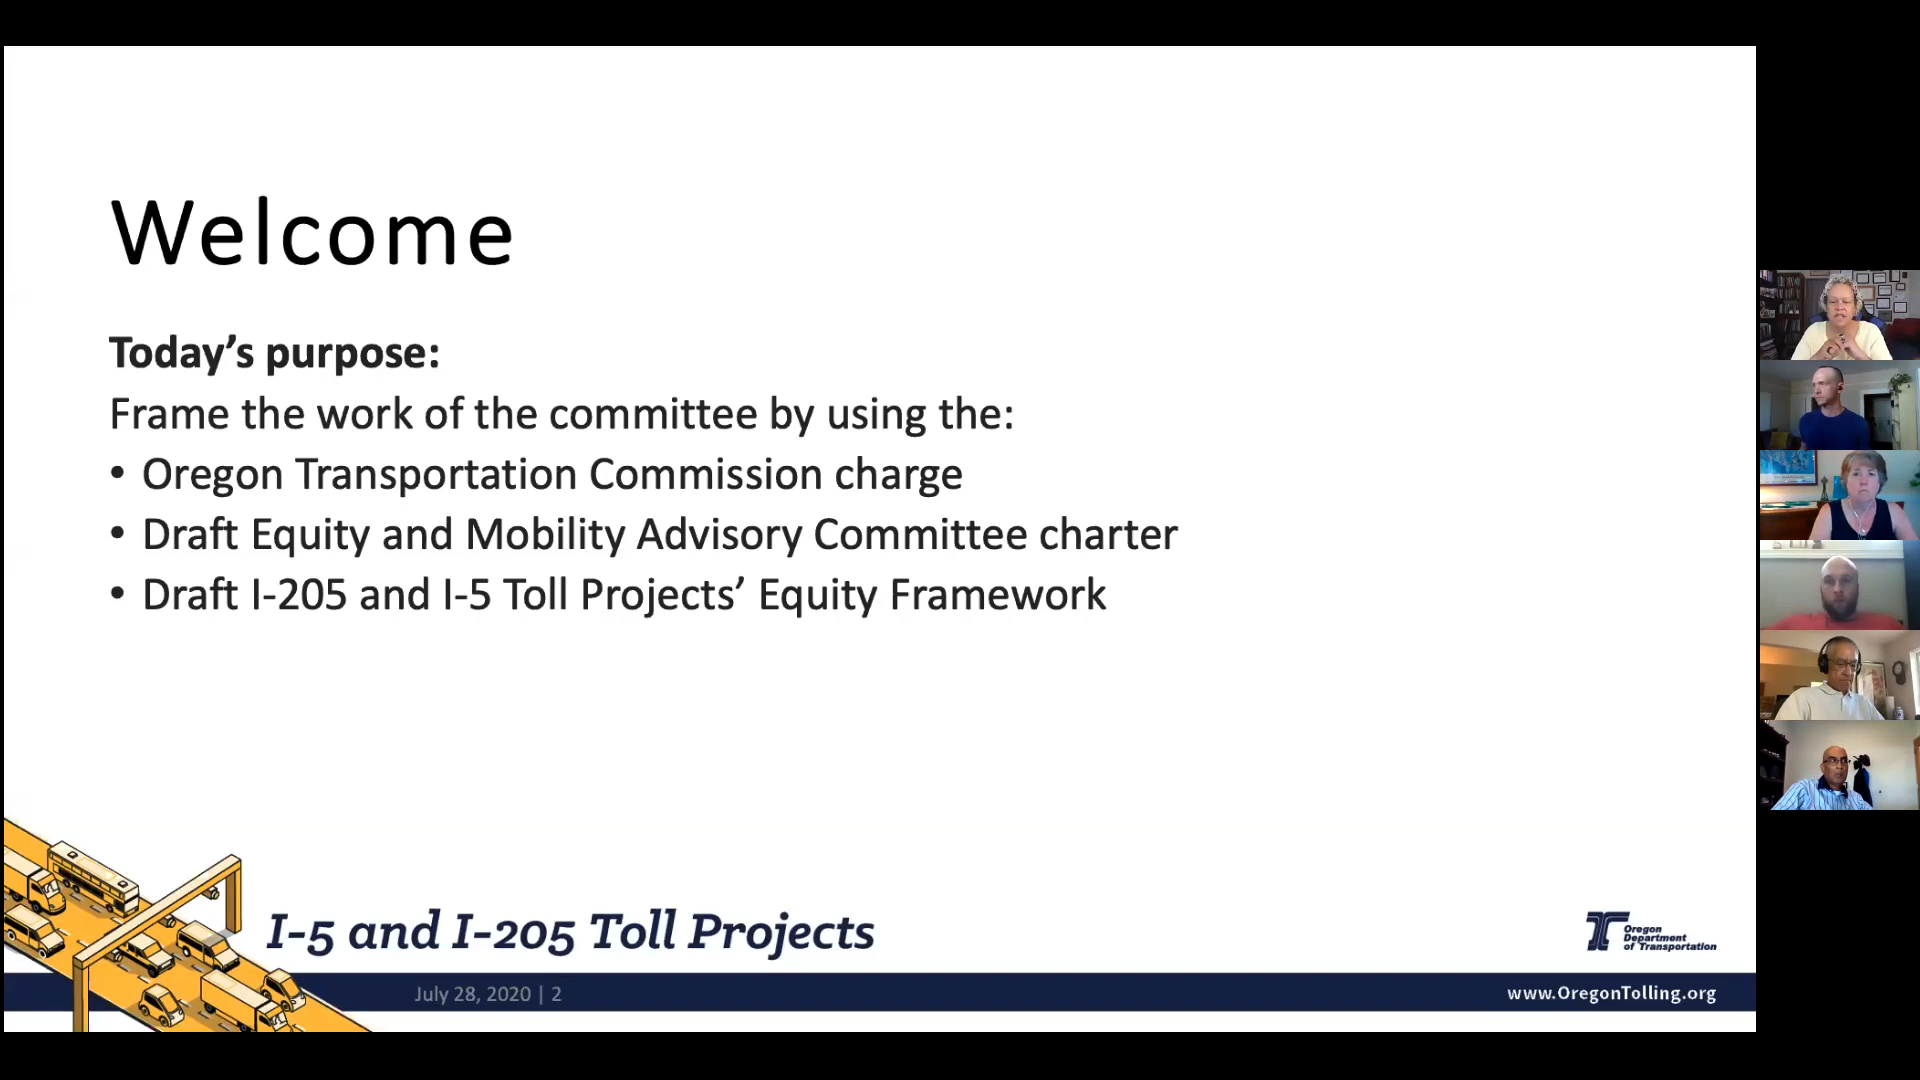 Welcome
Today’s purpose:
Frame the work of the committee by using the:
• Oregon Transportation Commission charge
• Draft Equity and Mobility Advisory Committee charter
• Draft I-205 and I-5 Toll Projects’ Equity Framework
I-5 and I-205 Toll Projects
Oregon
Department
of Transportation
July 28, 2020 | 2
www.OregonTolling.org